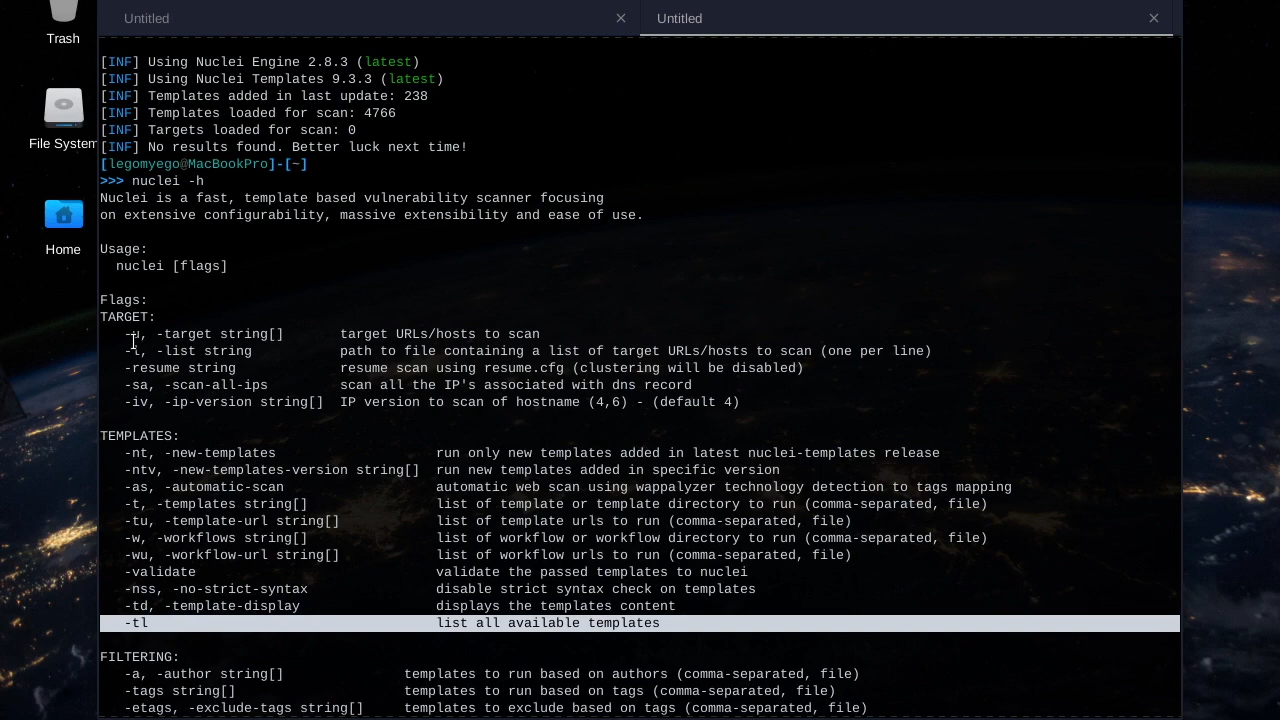 Untitled
Untitled
Trash
File System
Home
[INF] Using Nuclei Engine 2.8.3 (latest)
[INF] Using Nuclei Templates 9.3.3 (latest)
[INF] Templates added in last update: 238
[INF] Templates loaded for scan: 4766
[INF] Targets loaded for scan: 0
[INF] No results found. Better luck next time!
[legomyego@MacBookPro]-[~]
>>> nuclei -h
Nuclei is a fast, template based vulnerability scanner focusing
on extensive configurability, massive extensibility and ease of use.
Usage:
nuclei [flags]
Flags:
TARGET:
-u, -target string[] target URLs/hosts to scan
-l, -list string path to file containing a list of target URLs/hosts to scan (one per line)
-resume string resume scan using resume.cfg (clustering will be disabled)
-sa, -scan-all-ips scan all the IP's associated with dns record
-iv, -ip-version string[] IP version to scan of hostname (4,6) - (default 4)
TEMPLATES:
-nt, -new-templates run only new templates added in latest nuclei-templates release
-ntv, -new-templates-version string[] run new templates added in specific version
-as, -automatic-scan automatic web scan using wappalyzer technology detection to tags mapping
-t, -templates string[] list of template or template directory to run (comma-separated, file)
-tu, -template-url string[] list of template urls to run (comma-separated, file)
-w, -workflows string[] list of workflow or workflow directory to run (comma-separated, file)
-wu, -workflow-url string[] list of workflow urls to run (comma-separated, file)
-validate validate the passed templates to nuclei
-nss, -no-strict-syntax disable strict syntax check on templates
-td, -template-display displays the templates content
-tl list all available templates
FILTERING:
-a, -author string[] templates to run based on authors (comma-separated, file)
-tags string[] templates to run based on tags (comma-separated, file)
-etags, -exclude-tags string[] templates to exclude based on tags (comma-separated, file)